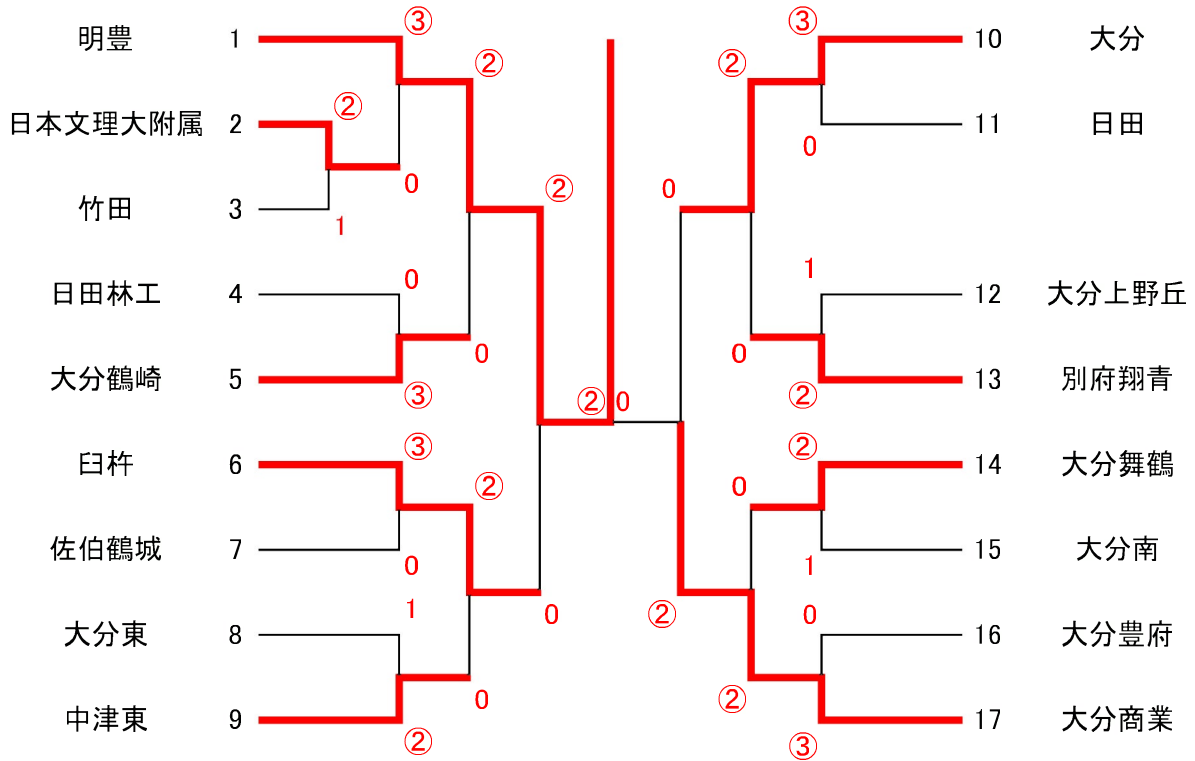 ③
③
明豊 1
②
②
10 大分
②
日本文理大附属 2
11 日田
0
0
②
0
竹田 3
1
1
0
日田林工 4
12 大分上野丘
0
0
大分鶴崎 5
13 別府翔青
③
②
②
0
③
②
臼杵 6
14 大分舞鶴
②
0
佐伯鶴城 7
15 大分南
0
1
1
0
0
②
大分東 8
16 大分豊府
0
②
中津東 9
17 大分商業
②
③